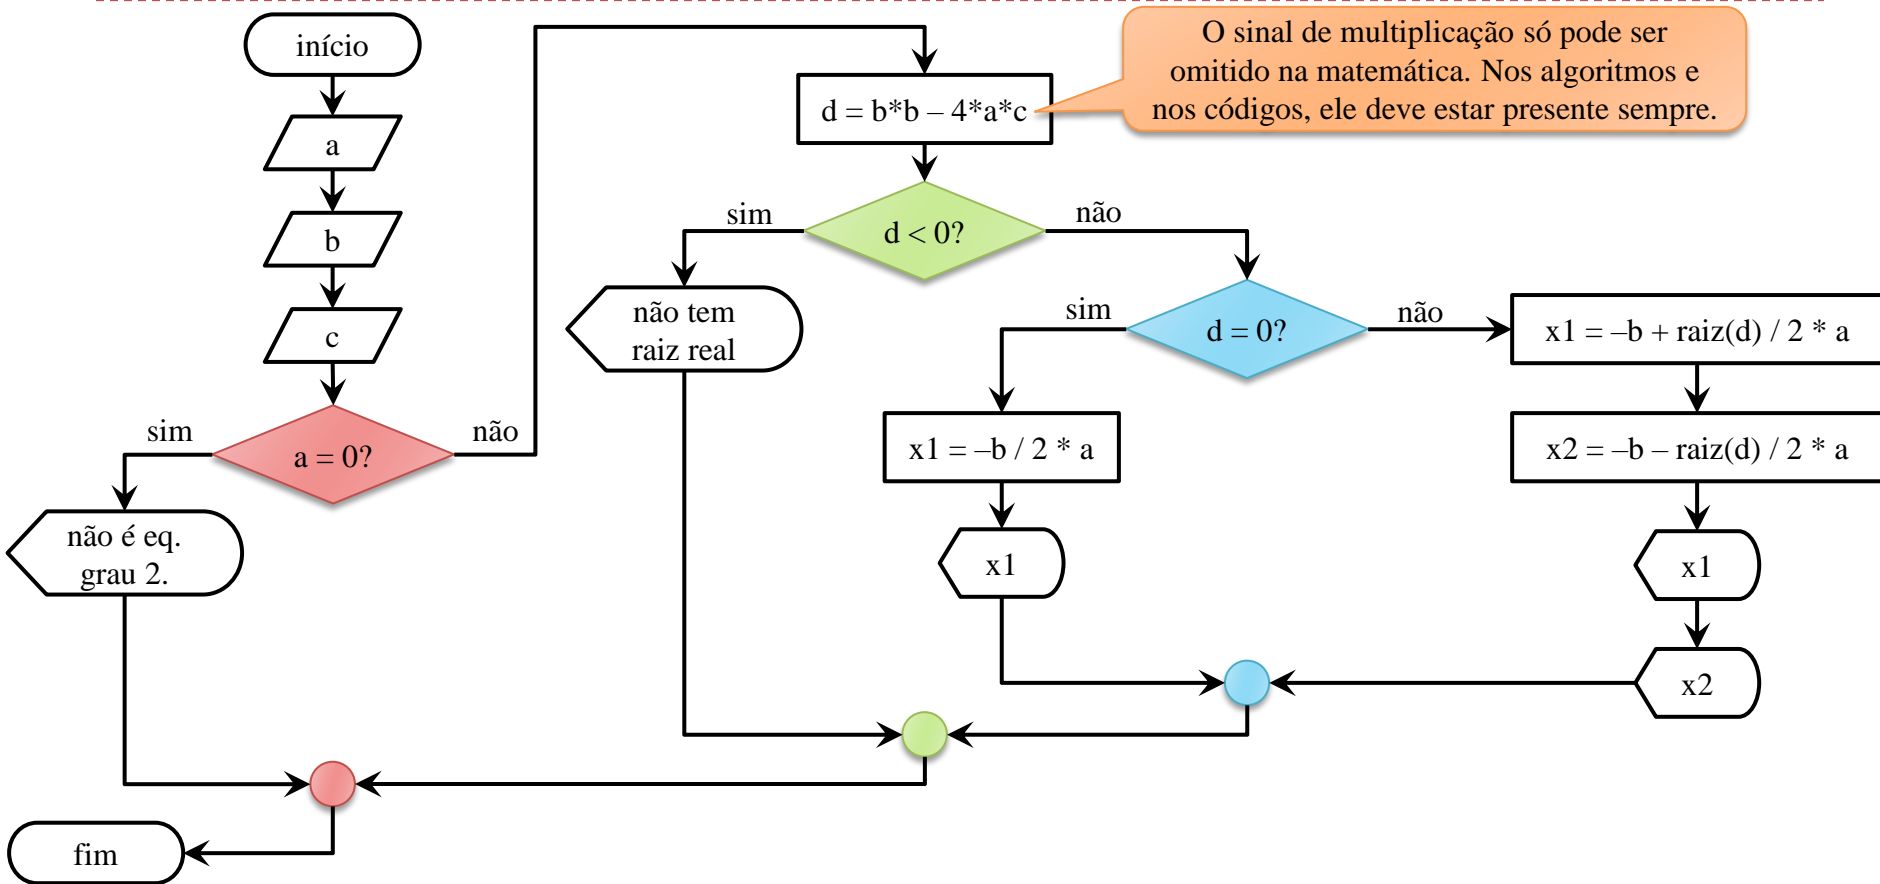 início
a
b
c
a = 0?
sim
não
não é eq.
grau 2.
fim
d = b*b – 4*a*c
O sinal de multiplicação só pode ser
omitido na matemática. Nos algoritmos e
nos códigos, ele deve estar presente sempre.
d < 0?
sim
não
não tem
raiz real
d = 0?
sim
não
x1 = –b / 2 * a
x1
x1 = –b + raiz(d) / 2 * a
x2 = –b – raiz(d) / 2 * a
x1
x2